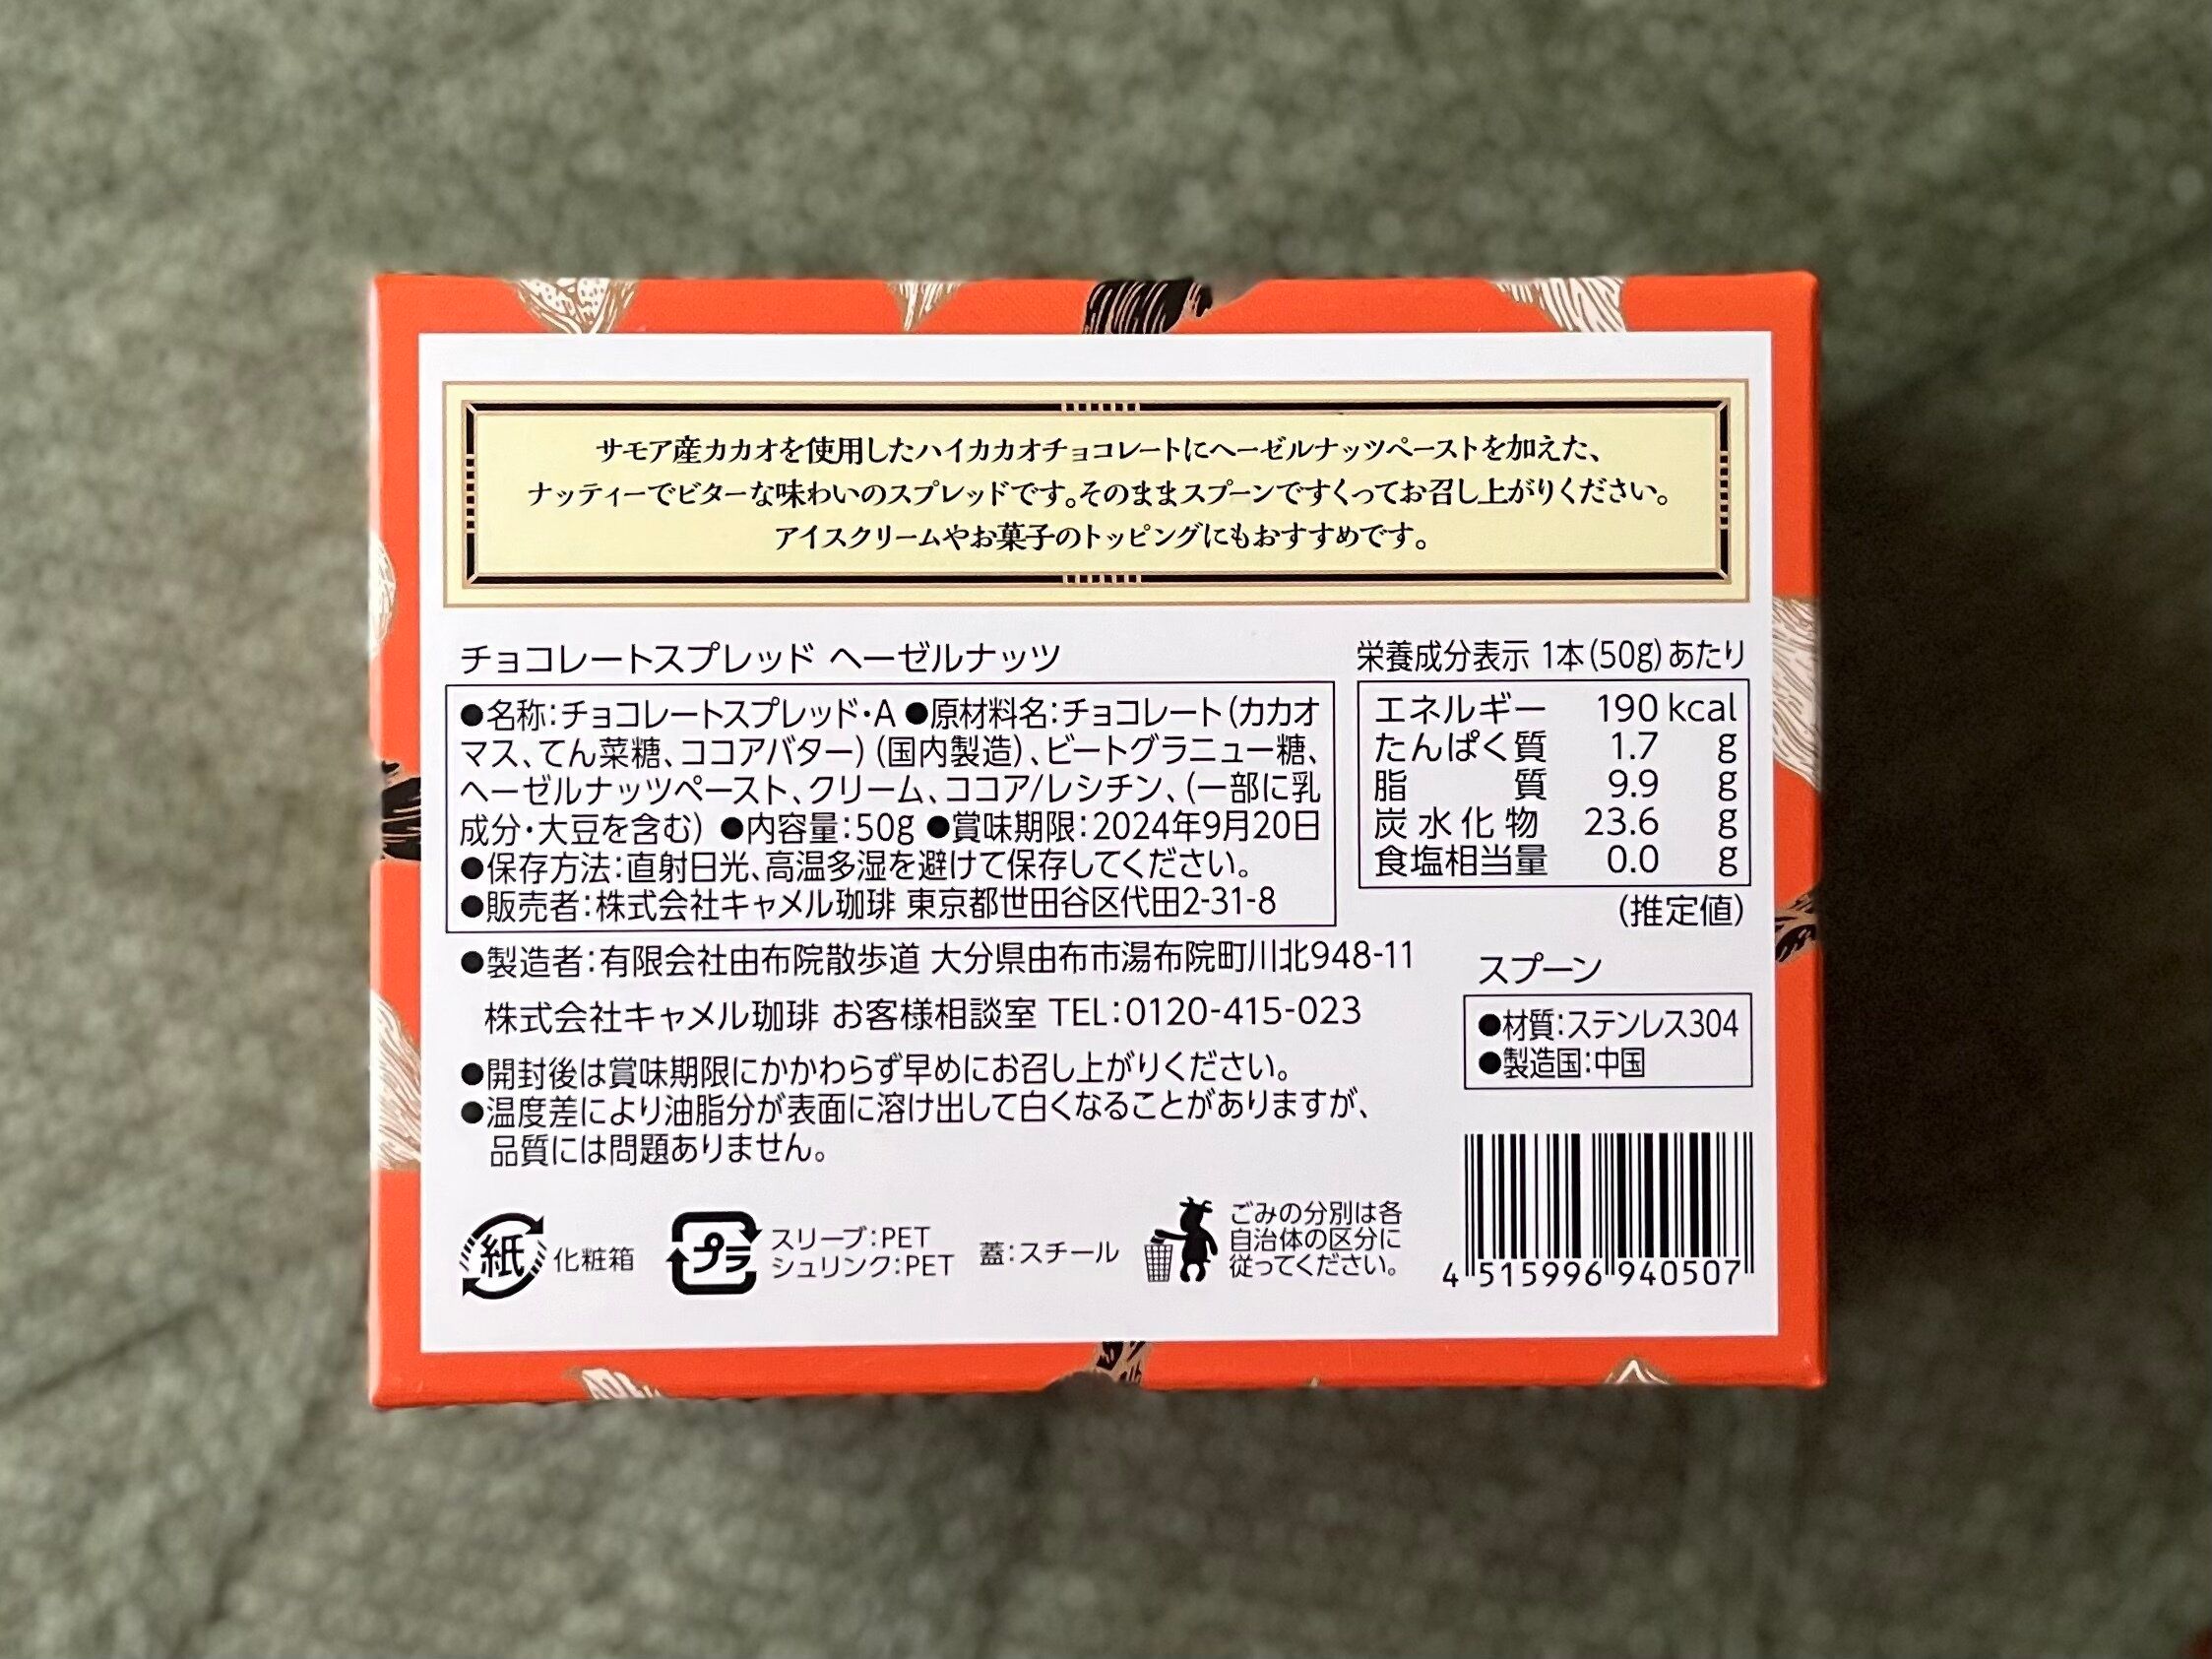 サモア産カカオを使用したハイカカオチョコレートにヘーゼルナッツペーストを加えた、
ナッティーでビターな味わいのスプレッドです。そのままスプーンですくってお召し上がりください。
アイスクリームやお菓子のトッピングにもおすすめです。
チョコレートスプレッド ヘーゼルナッツ
●名称:チョコレートスプレッド・A ●原材料名:チョコレート(カカオ
マス、てん菜糖、ココアバター)(国内製造)、ビートグラニュー糖、
ヘーゼルナッツペースト、クリーム、ココア/レシチン、(一部に乳
成分・大豆を含む) ●内容量:50g ●賞味期限:2024年9月20日
●保存方法:直射日光、高温多湿を避けて保存してください。
●販売者:株式会社キャメル珈琲 東京都世田谷区代田2-31-8
●製造者:有限会社由布院散歩道 大分県由布市湯布院町川北948-11
株式会社キャメル珈琲 お客様相談室 TEL:0120-415-023
●開封後は賞味期限にかかわらず早めにお召し上がりください。
●温度差により油脂分が表面に溶け出して白くなることがありますが、
品質には問題ありません。
栄養成分表示 1本(50g)あたり
エネルギー 190 kcal
たんぱく質 1.7 g
脂質 9.9 g
炭水化物 23.6 g
食塩相当量 0.0 g
(推定値)
スプーン
●材質:ステンレス304
●製造国:中国
紙 化粧箱
プラ
スリーブ:PET
シュリンク:PET
蓋:スチール
ごみの分別は各
自治体の区分に
従ってください。
4 515996 940507